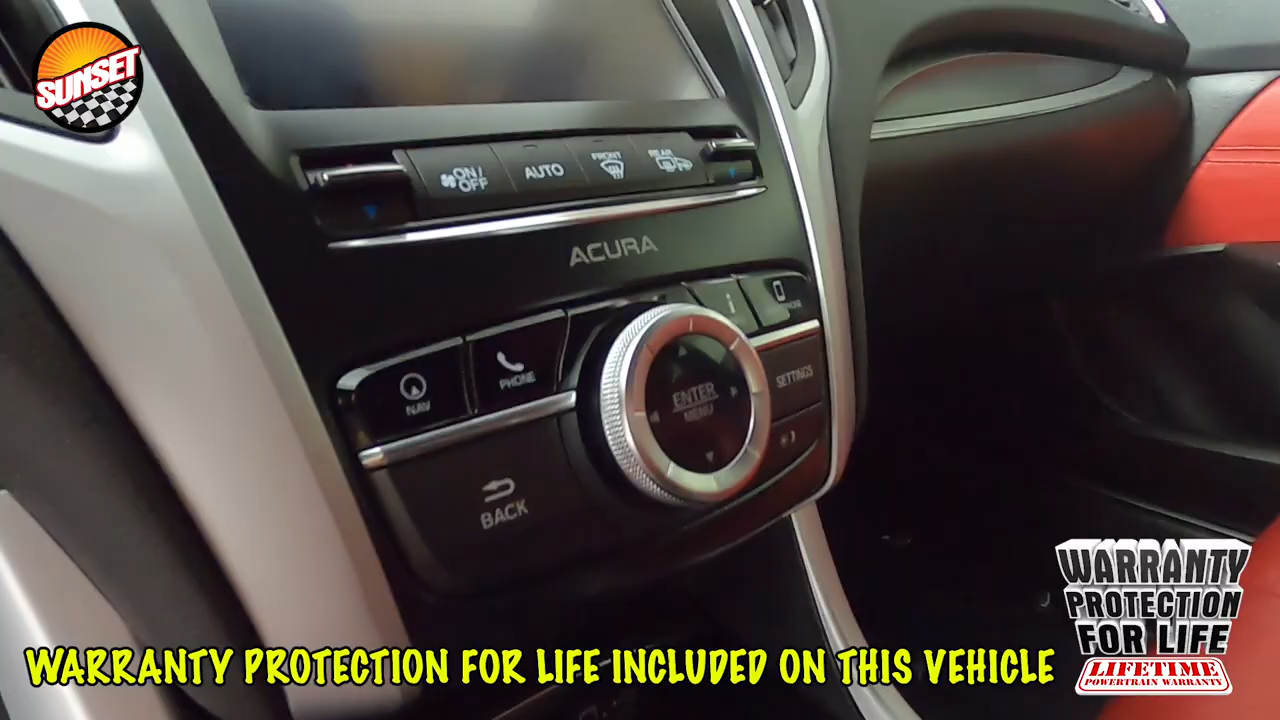 SUNSET
ON/
OFF
AUTO
FRONT
REAR
ACURA
i
NAV
PHONE
ENTER
MENU
SETTINGS
BACK
WARRANTY
PROTECTION
FOR LIFE
LIFETIME
POWERTRAIN WARRANTY
WARRANTY PROTECTION FOR LIFE INCLUDED ON THIS VEHICLE